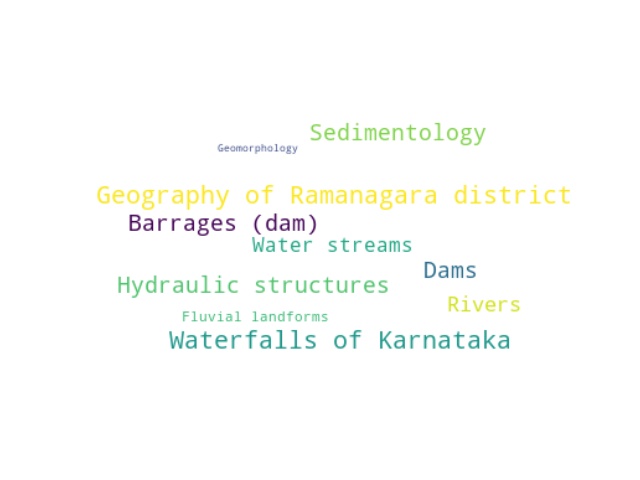 Sedimentology
Geomorphology
Geography of Ramanagara district
Barrages (dam)
Water streams
Dams
Hydraulic structures
Rivers
Fluvial landforms
Waterfalls of Karnataka